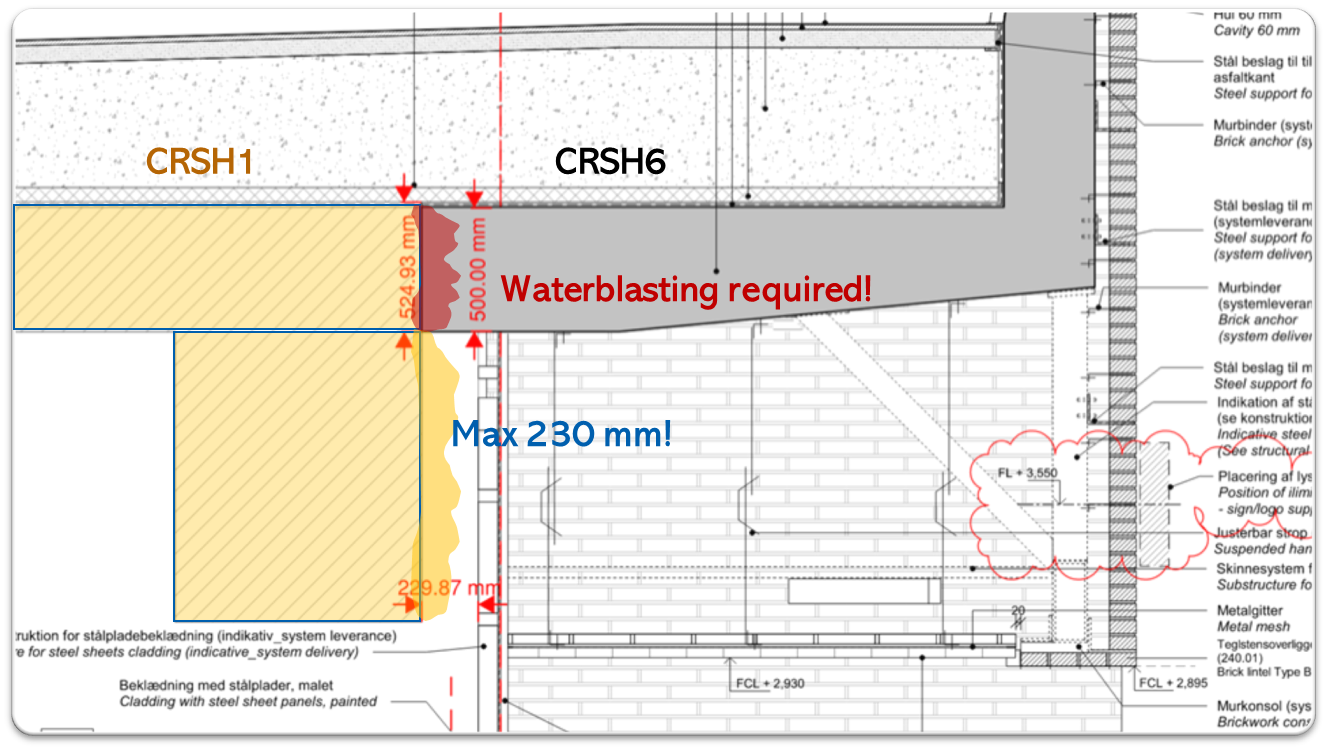 Hul 60 mm
Cavity 60 mm
Stål beslag til til
asfaltkant
Steel support fo
Murbinder (syst
Brick anchor (sy
CRSH1
CRSH6
Stål beslag til m
(systemleveran
Steel support fo
(system delivery
524.93 mm
500.00 mm
Waterblasting required!
Murbinder
(systemleveran
Brick anchor
(system deliver
Stål beslag til m
Steel support fo
Indikation af stå
(se konstruktion
Indicative steel
(See structural
Max 230 mm!
FL + 3,550
Placering af lys
Position of ilimi
- sign/logo supp
Justerbar strop
Suspended han
Skinnesystem f
Substructure fo
229.87 mm
20
Metalgitter
Metal mesh
ruktion for stålpladebeklædning (indikativ_system leverance)
re for steel sheets cladding (indicative_system delivery)
Teglstensoverligge
(240.01)
Brick lintel Type B
FCL + 2,930
FCL + 2,895
Beklædning med stålplader, malet
Cladding with steel sheet panels, painted
Murkonsol (sys
Brickwork cons